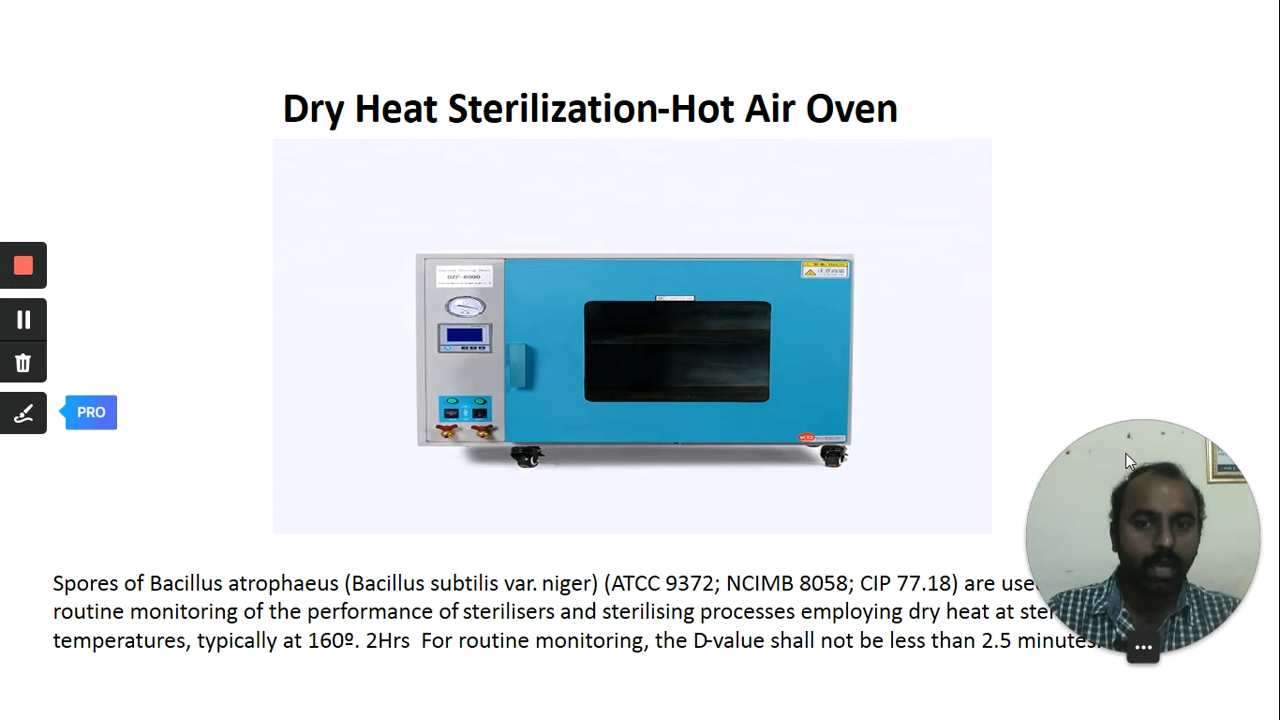 Dry Heat Sterilization-Hot Air Oven
DZF-6090
PRO
Spores of Bacillus atrophaeus (Bacillus subtilis var. niger) (ATCC 9372; NCIMB 8058; CIP 77.18) are
routine monitoring of the performance of sterilisers and sterilising processes employing dry heat at
temperatures, typically at 160º. 2Hrs For routine monitoring, the D-value shall not be less than 2.5 minutes.